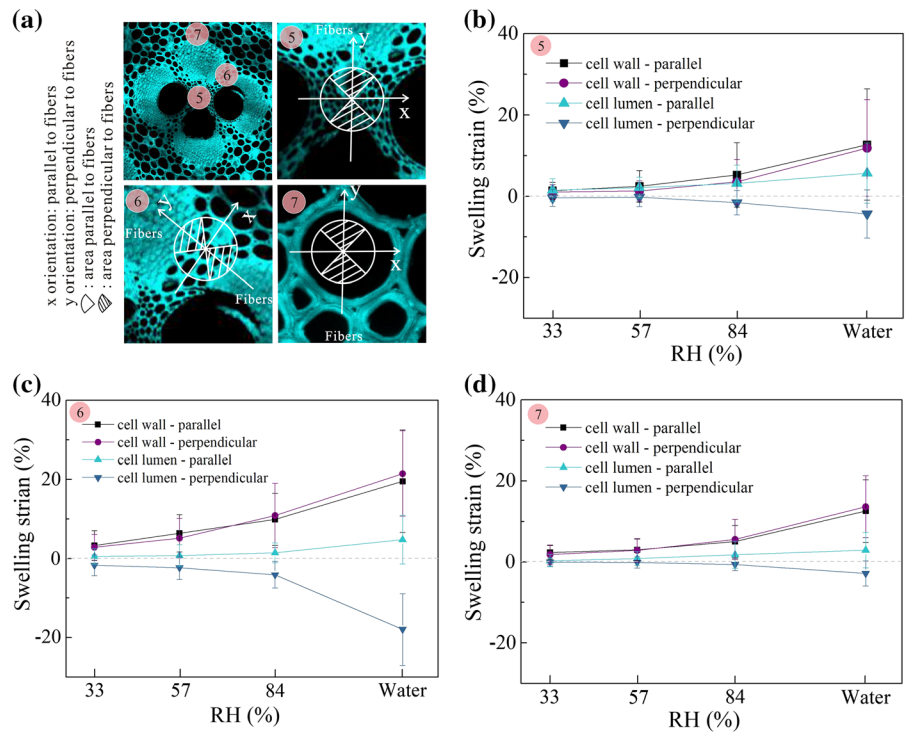 (a)
x orientation: parallel to fibers
y orientation: perpendicular to fibers
: area parallel to fibers
: area perpendicular to fibers
7
6
5
5
Fibers
y
x
6
y
x
Fibers
Fibers
7
y
x
Fibers
(b)
5
cell wall - parallel
cell wall - perpendicular
cell lumen - parallel
cell lumen - perpendicular
Swelling strain (%)
40
20
0
-20
33 57 84 Water
RH (%)
(c)
6
cell wall - parallel
cell wall - perpendicular
cell lumen - parallel
cell lumen - perpendicular
Swelling strian (%)
40
20
0
-20
33 57 84 Water
RH (%)
(d)
7
cell wall - parallel
cell wall - perpendicular
cell lumen - parallel
cell lumen - perpendicular
Swelling strain (%)
40
20
0
-20
33 57 84 Water
RH (%)